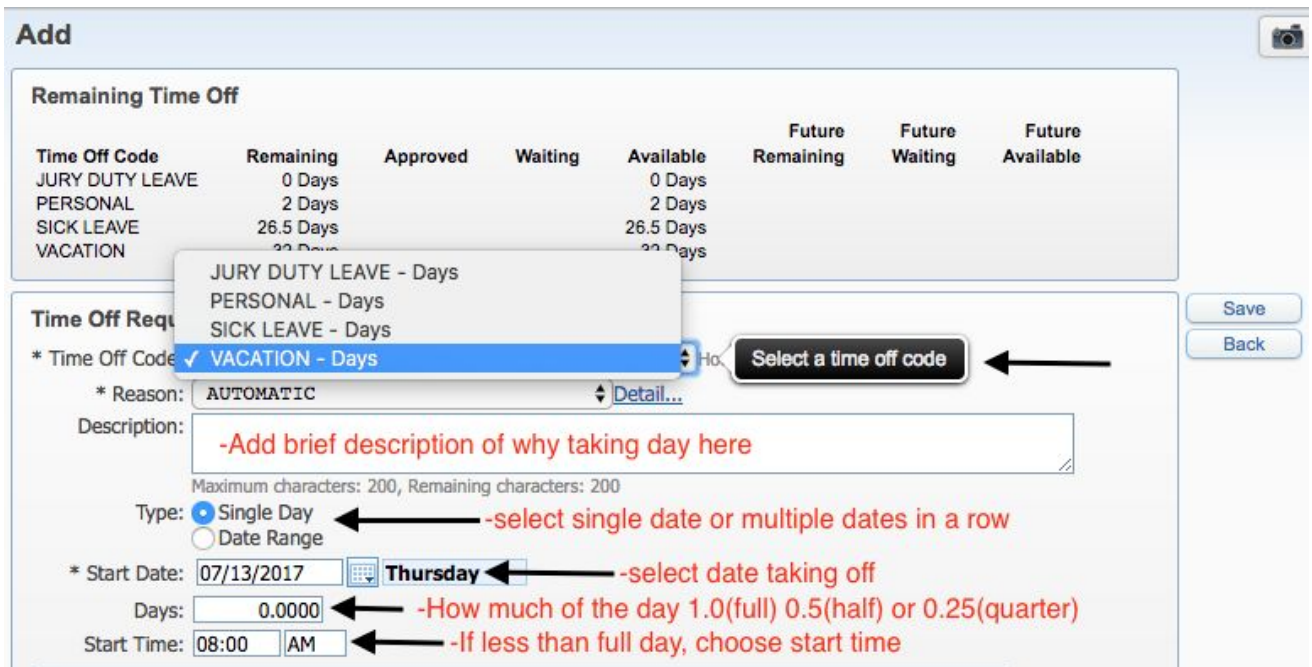 Add
Remaining Time Off
Future Future Future
Time Off Code Remaining Approved Waiting Available Remaining Waiting Available
JURY DUTY LEAVE 0 Days 0 Days
PERSONAL 2 Days 2 Days
SICK LEAVE 26.5 Days 26.5 Days
VACATION 32 Days 32 Days
JURY DUTY LEAVE - Days
PERSONAL - Days
Time Off Requ
SICK LEAVE - Days
Save
* Time Off Code ✓ VACATION - Days Ho Select a time off code
Back
* Reason: AUTOMATIC Detail...
Description: -Add brief description of why taking day here
Maximum characters: 200, Remaining characters: 200
Type: Single Day -select single date or multiple dates in a row
Date Range
* Start Date: 07/13/2017 Thursday -select date taking off
Days: 0.0000 -How much of the day 1.0(full) 0.5(half) or 0.25(quarter)
Start Time: 08:00 AM -If less than full day, choose start time